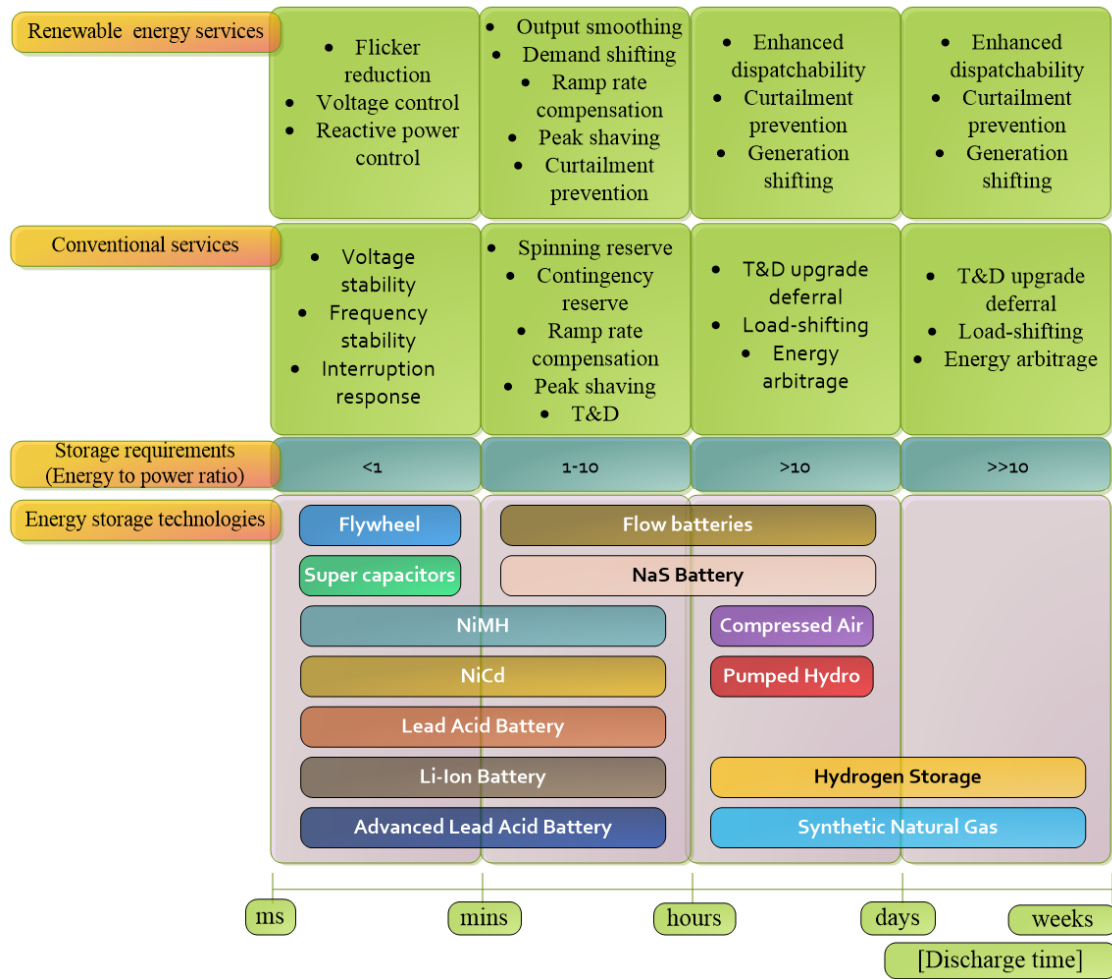 Renewable energy services
• Flicker
reduction
• Voltage control
• Reactive power
control
• Output smoothing
• Demand shifting
• Ramp rate
compensation
• Peak shaving
• Curtailment
prevention
• Enhanced
dispatchability
• Curtailment
prevention
• Generation
shifting
• Enhanced
dispatchability
• Curtailment
prevention
• Generation
shifting
Conventional services
• Voltage
stability
• Frequency
stability
• Interruption
response
• Spinning reserve
• Contingency
reserve
• Ramp rate
compensation
• Peak shaving
• T&D
• T&D upgrade
deferral
• Load-shifting
• Energy
arbitrage
• T&D upgrade
deferral
• Load-shifting
• Energy arbitrage
Storage requirements
(Energy to power ratio)
<1
1-10
>10
>>10
Energy storage technologies
Flywheel
Flow batteries
Super capacitors
NaS Battery
NiMH
Compressed Air
NiCd
Pumped Hydro
Lead Acid Battery
Li-Ion Battery
Hydrogen Storage
Advanced Lead Acid Battery
Synthetic Natural Gas
ms
mins
hours
days
weeks
[Discharge time]